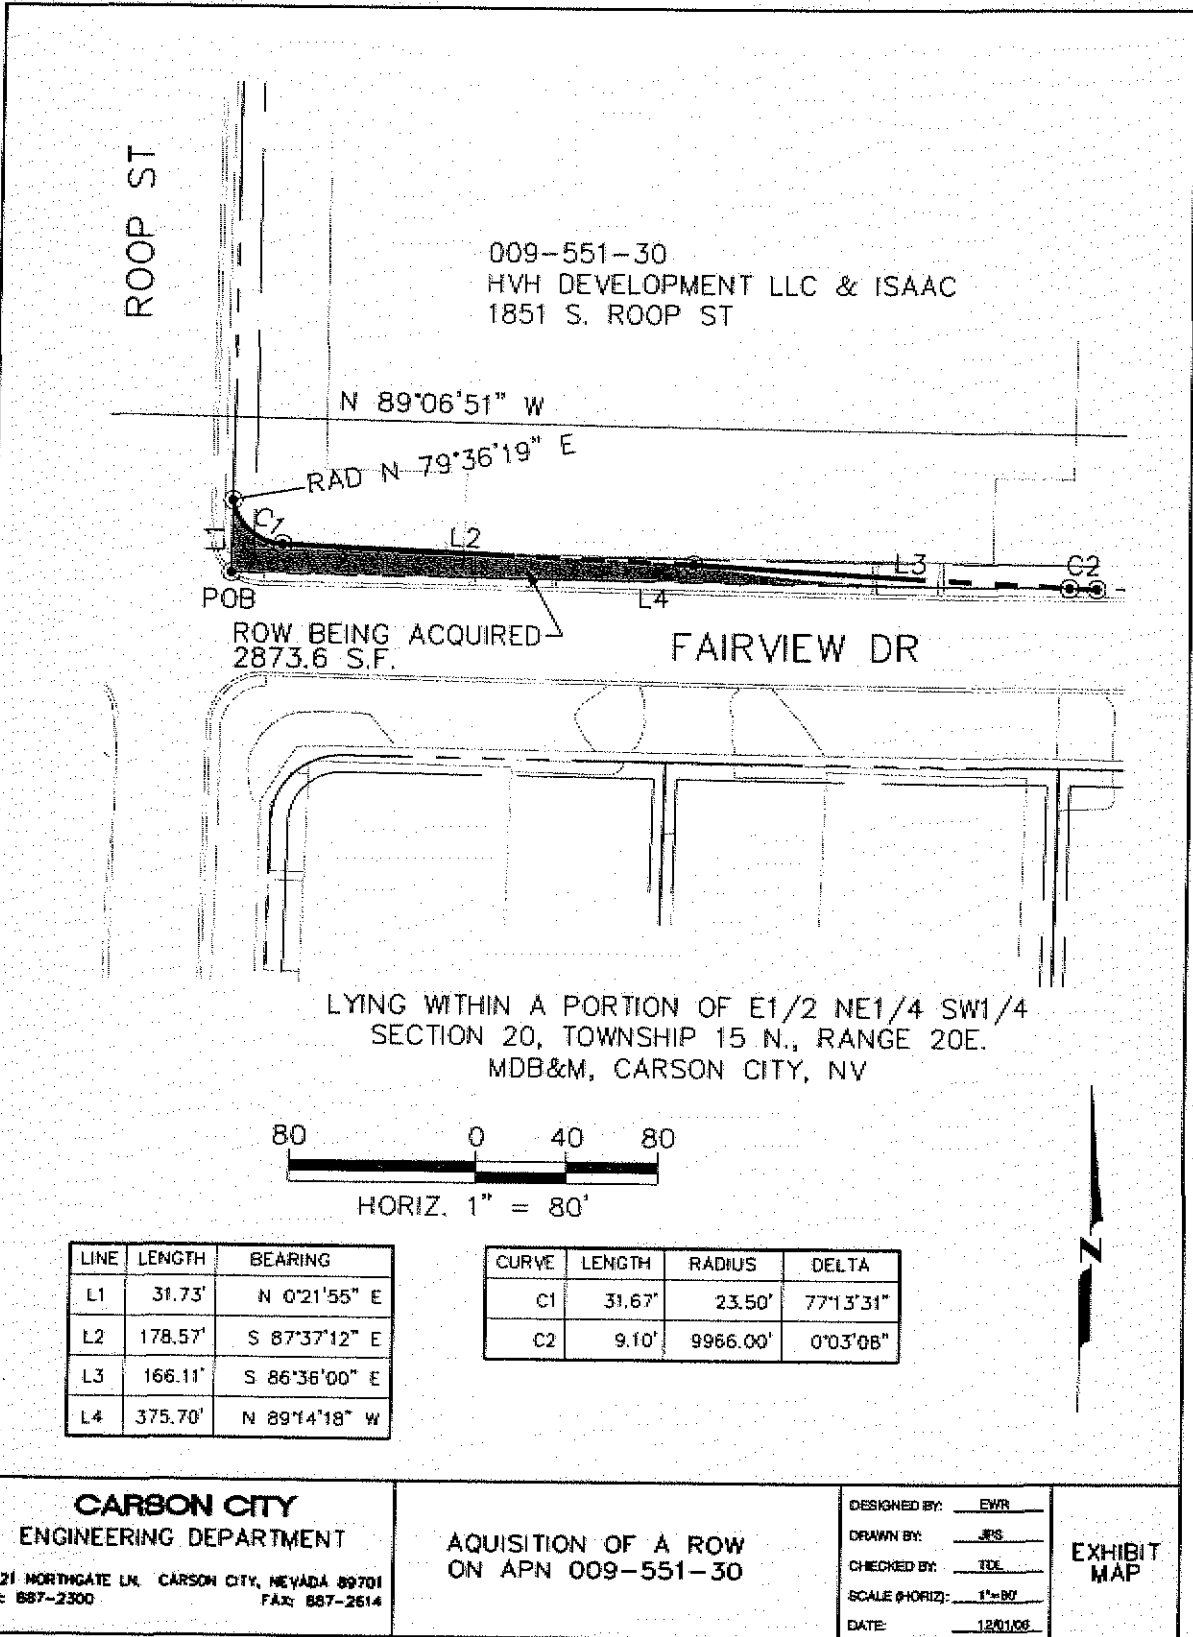 ROOP ST
009-551-30
HVH DEVELOPMENT LLC & ISAAC
1851 S. ROOP ST
N 89°06'51" W
RAD N 79°36'19" E
L1
C1
L2
L3
C2
POB
L4
ROW BEING ACQUIRED
2873.6 S.F.
FAIRVIEW DR
LYING WITHIN A PORTION OF E1/2 NE1/4 SW1/4
SECTION 20, TOWNSHIP 15 N., RANGE 20E.
MDB&M, CARSON CITY, NV
80 0 40 80
HORIZ. 1" = 80'
N
LINE LENGTH BEARING
L1 31.73' N 0°21'55" E
L2 178.57' S 87°37'12" E
L3 166.11' S 86°36'00" E
L4 375.70' N 89°14'18" W
CURVE LENGTH RADIUS DELTA
C1 31.67' 23.50' 77°13'31"
C2 9.10' 9966.00' 0°03'08"
CARSON CITY
ENGINEERING DEPARTMENT
21 NORTHGATE LN. CARSON CITY, NEVADA 89701
: 887-2300 FAX: 887-2614
AQUISITION OF A ROW
ON APN 009-551-30
DESIGNED BY: EWR
DRAWN BY: JPS
CHECKED BY: TDL
SCALE (HORIZ): 1"=80'
DATE: 12/01/06
EXHIBIT
MAP